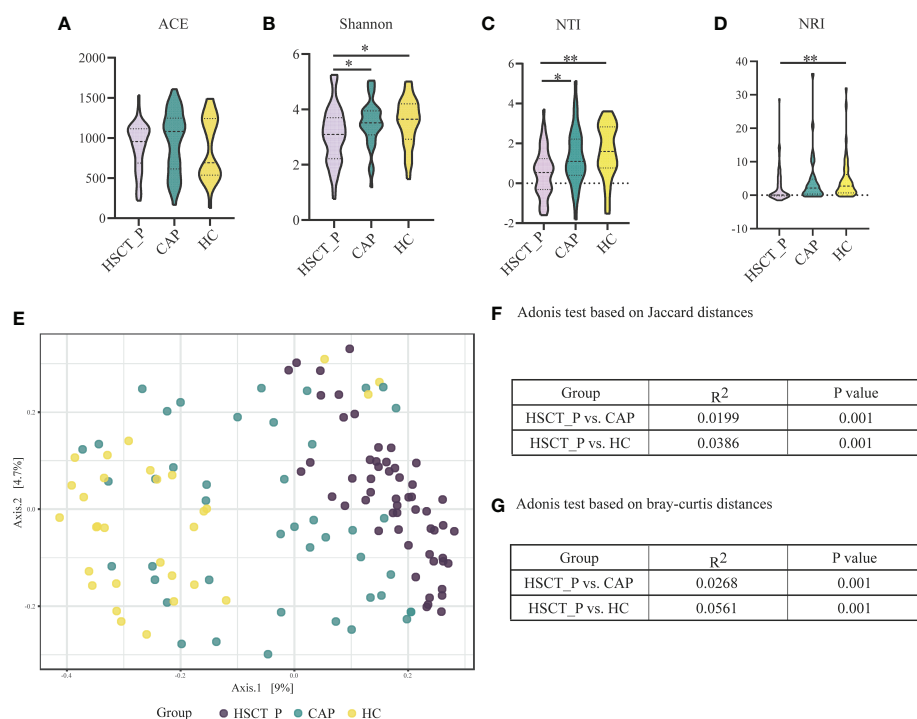 A ACE
2000
1500
1000
500
0
HSCT_P
CAP
HC
B Shannon
6
4
2
0
*
*
HSCT_P
CAP
HC
C NTI
6
4
2
0
-2
**
*
HSCT_P
CAP
HC
D NRI
40
30
20
10
0
-10
**
HSCT_P
CAP
HC
E
Axis.2 [4.7%]
0.2
0.0
-0.2
-0.4 -0.2 0.0 0.2
Axis.1 [9%]
Group HSCT_P CAP HC
F Adonis test based on Jaccard distances
Group R2 P value
HSCT_P vs. CAP 0.0199 0.001
HSCT_P vs. HC 0.0386 0.001
G Adonis test based on bray-curtis distances
Group R2 P value
HSCT_P vs. CAP 0.0268 0.001
HSCT_P vs. HC 0.0561 0.001